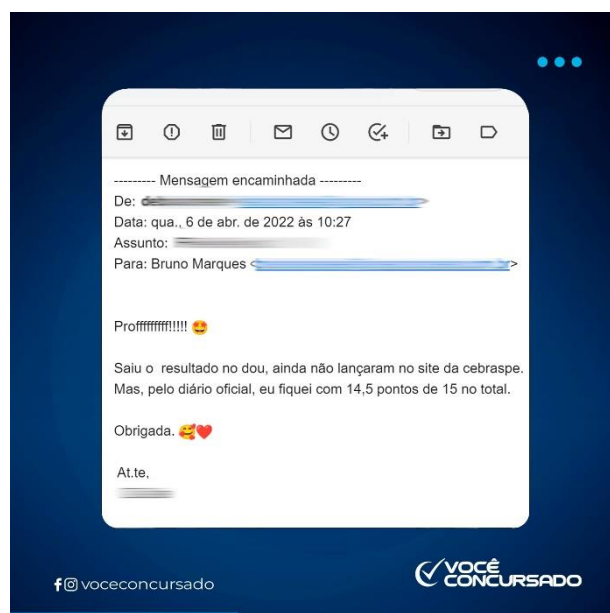 --------- Mensagem encaminhada ---------
De:
Data: qua., 6 de abr. de 2022 às 10:27
Assunto:
Para: Bruno Marques < >
Proffffffffff!!!!! 🤩
Saiu o resultado no dou, ainda não lançaram no site da cebraspe.
Mas, pelo diário oficial, eu fiquei com 14,5 pontos de 15 no total.
Obrigada. 🥰❤️
At.te,
voceconcursado
VOCÊ
CONCURSADO